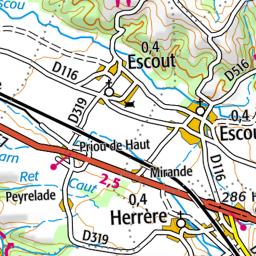 0,4
Escout
D116
D516
D319
0,4
Escou
Priou de Haut
D116
Ret
Caut
2,5
Mirande
Peyrelade
0,4
286
Herrère
D319